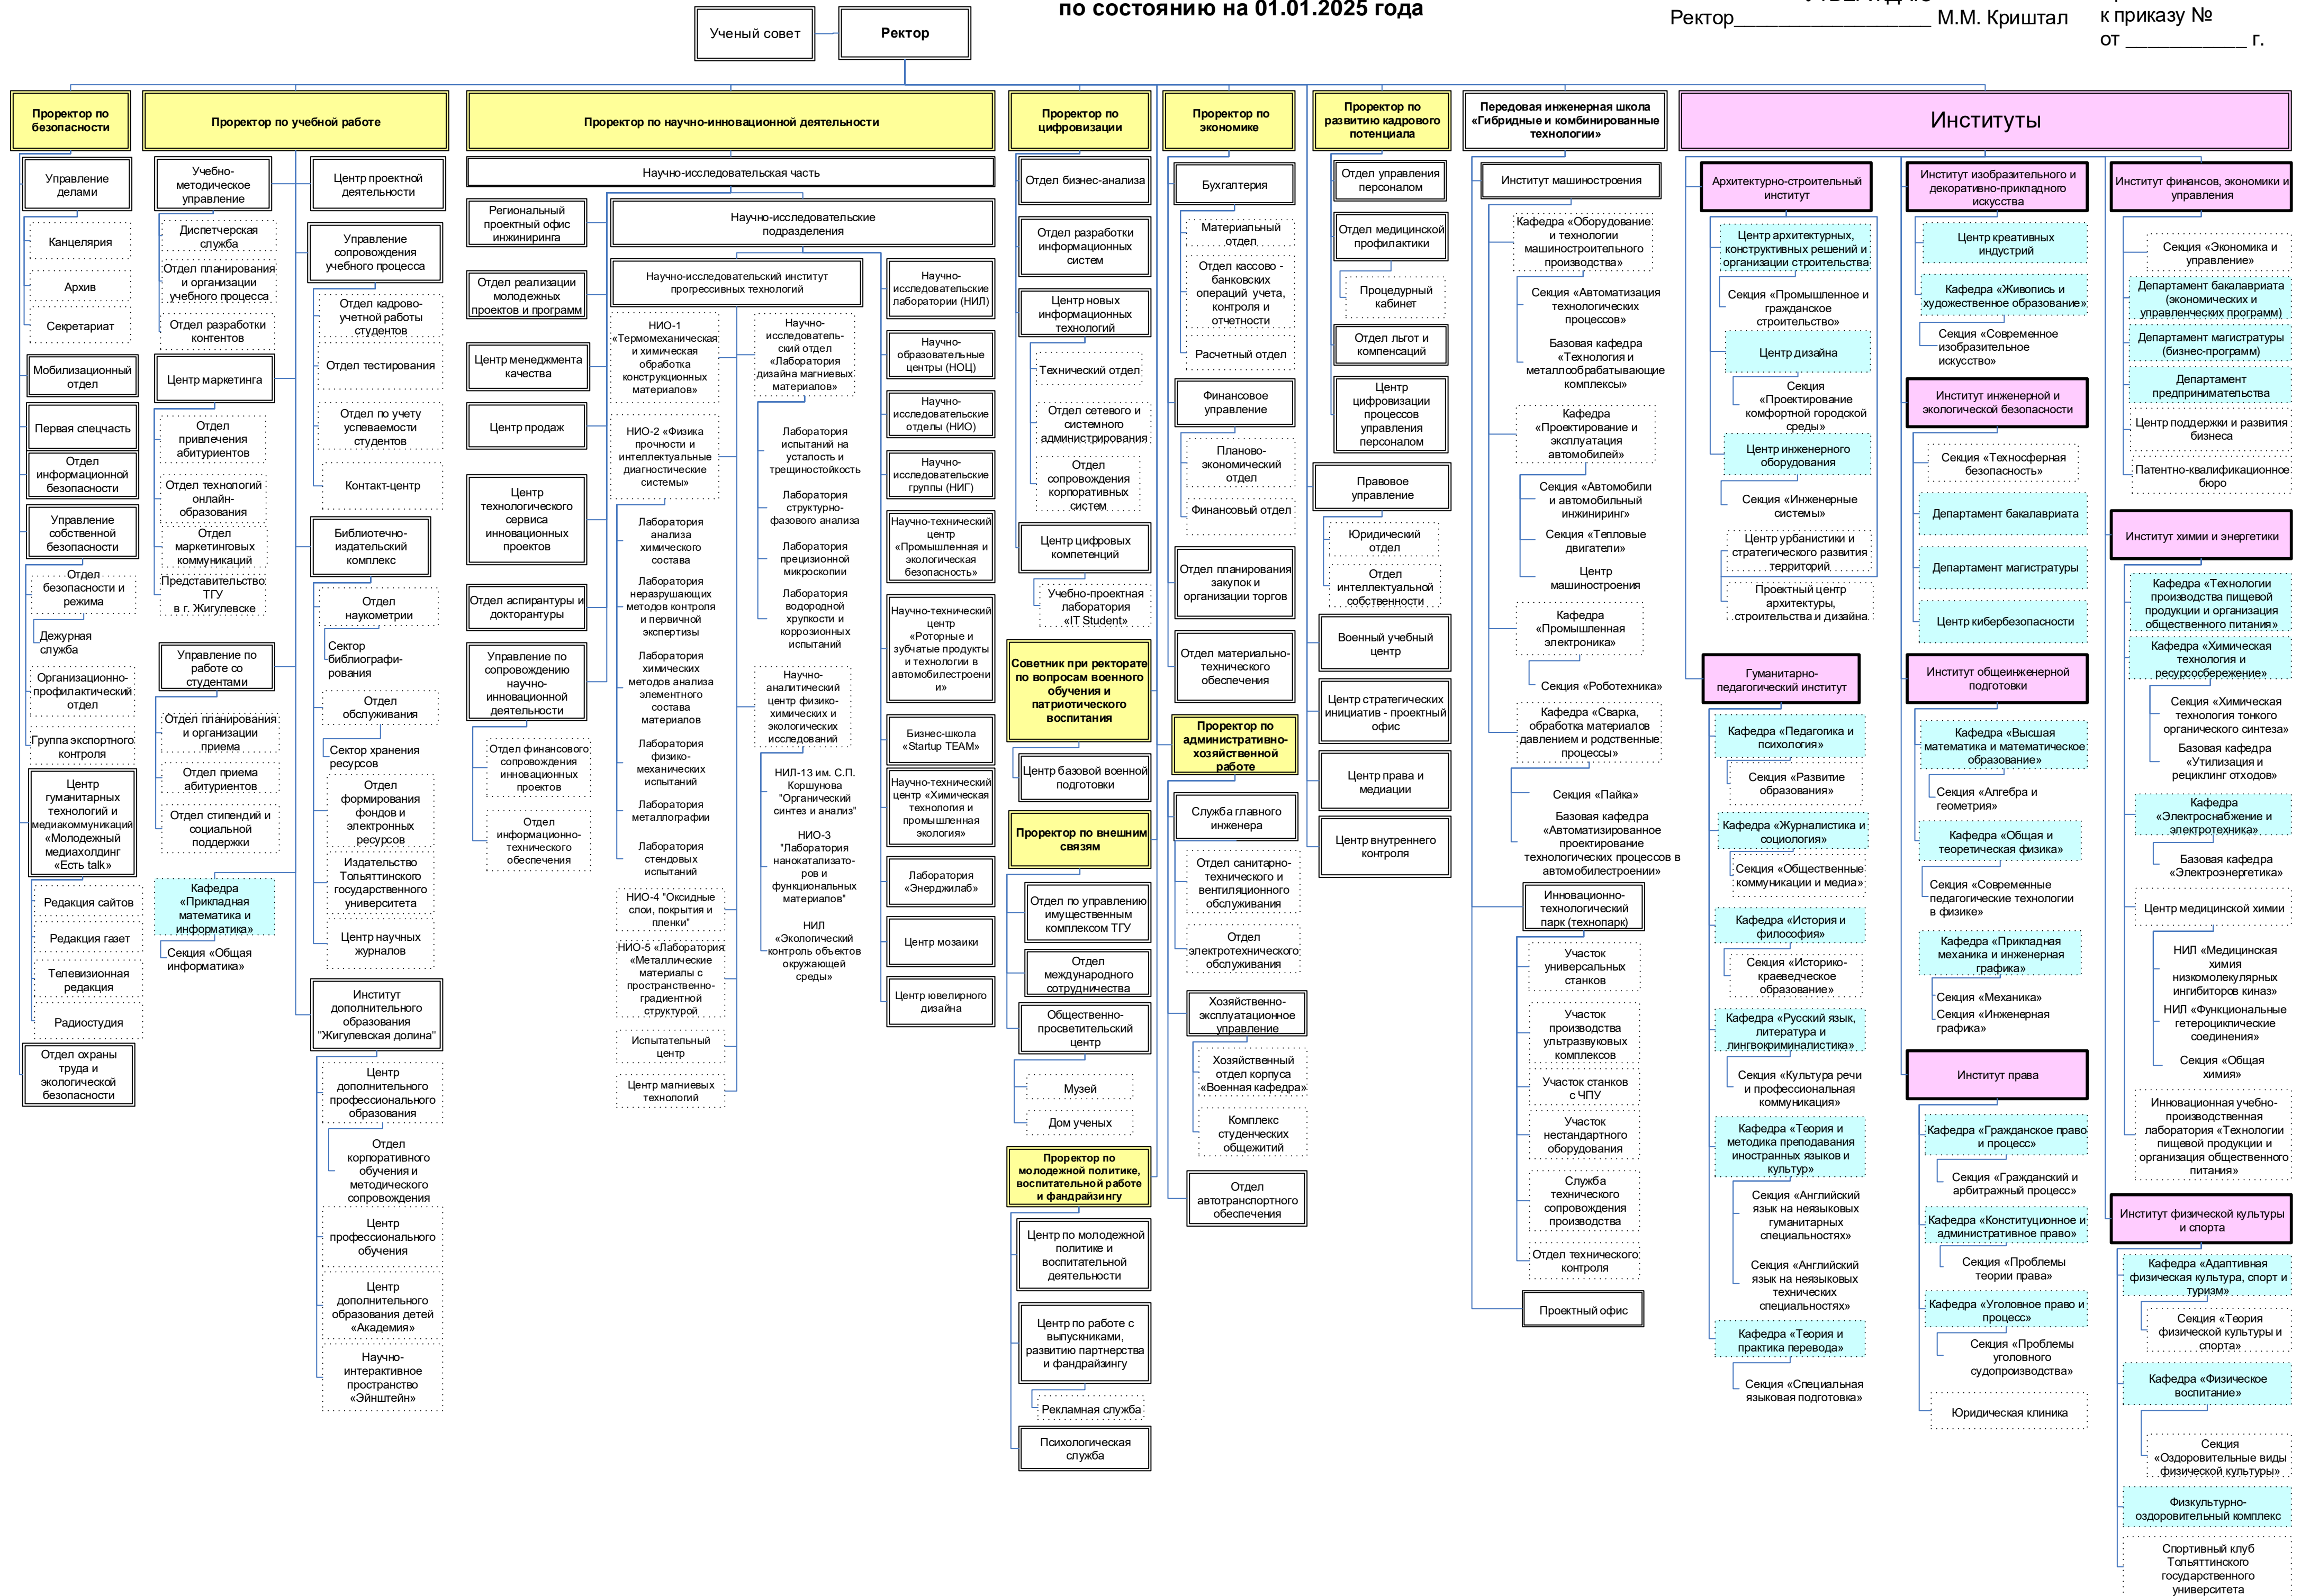 по состоянию на 01.01.2025 года
Ректор__________________ М.М. Криштал
к приказу №
от ___________ г.
Ученый совет
Ректор
Проректор по
безопасности
Управление
делами
Канцелярия
Архив
Секретариат
Мобилизационный
отдел
Первая спецчасть
Отдел
информационной
безопасности
Управление
собственной
безопасности
Отдел
безопасности и
режима
Дежурная
служба
Организационно-
профилактический
отдел
Группа экспортного
контроля
Центр
гуманитарных
технологий и
медиакоммуникаций
«Молодежный
медиахолдинг
«Есть talk»
Редакция сайтов
Редакция газет
Телевизионная
редакция
Радиостудия
Отдел охраны
труда и
экологической
безопасности
Проректор по учебной работе
Учебно-
методическое
управление
Диспетчерская
служба
Отдел планирования
и организации
учебного процесса
Отдел разработки
контентов
Центр маркетинга
Отдел
привлечения
абитуриентов
Отдел технологий
онлайн-
образования
Отдел
маркетинговых
коммуникаций
Представительство
ТГУ
в г. Жигулевске
Управление по
работе со
студентами
Отдел планирования
и организации
приема
Отдел приема
абитуриентов
Отдел стипендий и
социальной
поддержки
Кафедра
«Прикладная
математика и
информатика»
Секция «Общая
информатика»
Центр проектной
деятельности
Управление
сопровождения
учебного процесса
Отдел кадрово-
учетной работы
студентов
Отдел тестирования
Отдел по учету
успеваемости
студентов
Контакт-центр
Библиотечно-
издательский
комплекс
Отдел
наукометрии
Сектор
библиографи-
рования
Отдел
обслуживания
Сектор хранения
ресурсов
Отдел
формирования
фондов и
электронных
ресурсов
Издательство
Тольяттинского
государственного
университета
Центр научных
журналов
Институт
дополнительного
образования
"Жигулевская долина"
Центр
дополнительного
профессионального
образования
Отдел
корпоративного
обучения и
методического
сопровождения
Центр
профессионального
обучения
Центр
дополнительного
образования детей
«Академия»
Научно-
интерактивное
пространство
«Эйнштейн»
Проректор по научно-инновационной деятельности
Научно-исследовательская часть
Региональный
проектный офис
инжиниринга
Отдел реализации
молодежных
проектов и программ
Центр менеджмента
качества
Центр продаж
Центр
технологического
сервиса
инновационных
проектов
Отдел аспирантуры и
докторантуры
Управление по
сопровождению
научно-
инновационной
деятельности
Отдел финансового
сопровождения
инновационных
проектов
Отдел
информационно-
технического
обеспечения
Научно-исследовательские
подразделения
Научно-исследовательский институт
прогрессивных технологий
НИО-1
«Термомеханическая
и химическая
обработка
конструкционных
материалов»
НИО-2 «Физика
прочности и
интеллектуальные
диагностические
системы»
Лаборатория
анализа
химического
состава
Лаборатория
неразрушающих
методов контроля
и первичной
экспертизы
Лаборатория
химических
методов анализа
элементного
состава
материалов
Лаборатория
физико-
механических
испытаний
Лаборатория
металлографии
Лаборатория
стендовых
испытаний
НИО-4 "Оксидные
слои, покрытия и
пленки"
НИО-5 «Лаборатория
«Металлические
материалы с
пространственно-
градиентной
структурой
Испытательный
центр
Центр магниевых
технологий
Научно-
исследователь-
ский отдел
«Лаборатория
дизайна магниевых
материалов»
Лаборатория
испытаний на
усталость и
трещиностойкость
Лаборатория
структурно-
фазового анализа
Лаборатория
прецизионной
микроскопии
Лаборатория
водородной
хрупкости и
коррозионных
испытаний
Научно-
аналитический
центр физико-
химических и
экологических
исследований
НИЛ-13 им. С.П.
Коршунова
"Органический
синтез и анализ"
НИО-3
"Лаборатория
нанокатализато-
ров и
функциональных
материалов"
НИЛ
«Экологический
контроль объектов
окружающей
среды»
Научно-
исследовательские
лаборатории (НИЛ)
Научно-
образовательные
центры (НОЦ)
Научно-
исследовательские
отделы (НИО)
Научно-
исследовательские
группы (НИГ)
Научно-технический
центр
«Промышленная и
экологическая
безопасность»
Научно-технический
центр
«Роторные и
зубчатые продукты
и технологии в
автомобилестроени
и»
Бизнес-школа
«Startup TEAM»
Научно-технический
центр «Химическая
технология и
промышленная
экология»
Лаборатория
«Энерджилаб»
Центр мозаики
Центр ювелирного
дизайна
Проректор по
цифровизации
Отдел бизнес-анализа
Отдел разработки
информационных
систем
Центр новых
информационных
технологий
Технический отдел
Отдел сетевого и
системного
администрирования
Отдел
сопровождения
корпоративных
систем
Центр цифровых
компетенций
Учебно-проектная
лаборатория
«IT Student»
Советник при ректорате
по вопросам военного
обучения и
патриотического
воспитания
Центр базовой военной
подготовки
Проректор по внешним
связям
Отдел по управлению
имущественным
комплексом ТГУ
Отдел
международного
сотрудничества
Общественно-
просветительский
центр
Музей
Дом ученых
Проректор по
молодежной политике,
воспитательной работе
и фандрайзингу
Центр по молодежной
политике и
воспитательной
деятельности
Центр по работе с
выпускниками,
развитию партнерства
и фандрайзингу
Рекламная служба
Психологическая
служба
Проректор по
экономике
Бухгалтерия
Материальный
отдел
Отдел кассово -
банковских
операций учета,
контроля и
отчетности
Расчетный отдел
Финансовое
управление
Планово-
экономический
отдел
Финансовый отдел
Отдел планирования
закупок и
организации торгов
Отдел материально-
технического
обеспечения
Проректор по
административно-
хозяйственной
работе
Служба главного
инженера
Отдел санитарно-
технического и
вентиляционного
обслуживания
Отдел
электротехнического
обслуживания
Хозяйственно-
эксплуатационное
управление
Хозяйственный
отдел корпуса
«Военная кафедра»
Комплекс
студенческих
общежитий
Отдел
автотранспортного
обеспечения
Проректор по
развитию кадрового
потенциала
Отдел управления
персоналом
Отдел медицинской
профилактики
Процедурный
кабинет
Отдел льгот и
компенсаций
Центр
цифровизации
процессов
управления
персоналом
Правовое
управление
Юридический
отдел
Отдел
интеллектуальной
собственности
Военный учебный
центр
Центр стратегических
инициатив - проектный
офис
Центр права и
медиации
Центр внутреннего
контроля
Передовая инженерная школа
«Гибридные и комбинированные
технологии»
Институт машиностроения
Кафедра «Оборудование
и технологии
машиностроительного
производства»
Секция «Автоматизация
технологических
процессов»
Базовая кафедра
«Технология и
металлообрабатывающие
комплексы»
Кафедра
«Проектирование и
эксплуатация
автомобилей»
Секция «Автомобили
и автомобильный
инжиниринг»
Секция «Тепловые
двигатели»
Центр
машиностроения
Кафедра
«Промышленная
электроника»
Секция «Роботехника»
Кафедра «Сварка,
обработка материалов
давлением и родственные
процессы»
Секция «Пайка»
Базовая кафедра
«Автоматизированное
проектирование
технологических процессов в
автомобилестроении»
Инновационно-
технологический
парк (технопарк)
Участок
универсальных
станков
Участок
производства
ультразвуковых
комплексов
Участок станков
с ЧПУ
Участок
нестандартного
оборудования
Служба
технического
сопровождения
производства
Отдел технического
контроля
Проектный офис
Институты
Архитектурно-строительный
институт
Центр архитектурных,
конструктивных решений и
организации строительства
Секция «Промышленное и
гражданское
строительство»
Центр дизайна
Секция
«Проектирование
комфортной городской
среды»
Центр инженерного
оборудования
Секция «Инженерные
системы»
Центр урбанистики и
стратегического развития
территорий
Проектный центр
архитектуры,
строительства и дизайна
Гуманитарно-
педагогический институт
Кафедра «Педагогика и
психология»
Секция «Развитие
образования»
Кафедра «Журналистика и
социология»
Секция «Общественные
коммуникации и медиа»
Кафедра «История и
философия»
Секция «Историко-
краеведческое
образование»
Кафедра «Русский язык,
литература и
лингвокриминалистика»
Секция «Культура речи
и профессиональная
коммуникация»
Кафедра «Теория и
методика преподавания
иностранных языков и
культур»
Секция «Английский
язык на неязыковых
гуманитарных
специальностях»
Секция «Английский
язык на неязыковых
технических
специальностях»
Кафедра «Теория и
практика перевода»
Секция «Специальная
языковая подготовка»
Институт изобразительного и
декоративно-прикладного
искусства
Центр креативных
индустрий
Кафедра «Живопись и
художественное образование»
Секция «Современное
изобразительное
искусство»
Институт инженерной и
экологической безопасности
Секция «Техносферная
безопасность»
Департамент бакалавриата
Департамент магистратуры
Центр кибербезопасности
Институт общеинженерной
подготовки
Кафедра «Высшая
математика и математическое
образование»
Секция «Алгебра и
геометрия»
Кафедра «Общая и
теоретическая физика»
Секция «Современные
педагогические технологии
в физике»
Кафедра «Прикладная
механика и инженерная
графика»
Секция «Механика»
Секция «Инженерная
графика»
Институт права
Кафедра «Гражданское право
и процесс»
Секция «Гражданский и
арбитражный процесс»
Кафедра «Конституционное и
административное право»
Секция «Проблемы
теории права»
Кафедра «Уголовное право и
процесс»
Секция «Проблемы
уголовного
судопроизводства»
Юридическая клиника
Институт финансов, экономики и
управления
Секция «Экономика и
управление»
Департамент бакалавриата
(экономических и
управленческих программ)
Департамент магистратуры
(бизнес-программ)
Департамент
предпринимательства
Центр поддержки и развития
бизнеса
Патентно-квалификационное
бюро
Институт химии и энергетики
Кафедра «Технологии
производства пищевой
продукции и организация
общественного питания»
Кафедра «Химическая
технология и
ресурсосбережение»
Секция «Химическая
технология тонкого
органического синтеза»
Базовая кафедра
«Утилизация и
рециклинг отходов»
Кафедра
«Электроснабжение и
электротехника»
Базовая кафедра
«Электроэнергетика»
Центр медицинской химии
НИЛ «Медицинская
химия
низкомолекулярных
ингибиторов киназ»
НИЛ «Функциональные
гетероциклические
соединения»
Секция «Общая
химия»
Инновационная учебно-
производственная
лаборатория «Технологии
пищевой продукции и
организация общественного
питания»
Институт физической культуры
и спорта
Кафедра «Адаптивная
физическая культура, спорт и
туризм»
Секция «Теория
физической культуры и
спорта»
Кафедра «Физическое
воспитание»
Секция
«Оздоровительные виды
физической культуры»
Физкультурно-
оздоровительный комплекс
Спортивный клуб
Тольяттинского
государственного
университета